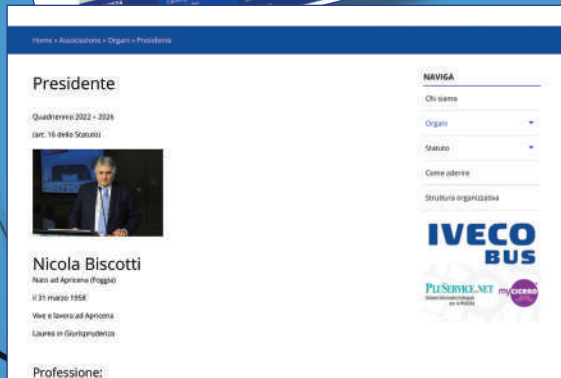 Home » Associazione » Organi » Presidente
Presidente
Quadriennio 2022 – 2026
(art. 16 dello Statuto)
Nicola Biscotti
Nato ad Apricena (Foggia)
il 31 marzo 1958
Vive e lavora ad Apricena
Laurea in Giurisprudenza
Professione:
NAVIGA
Chi siamo
Organi
Statuto
Come aderire
Struttura organizzativa
IVECO
BUS
PLUSERVICE.NET
mycicero